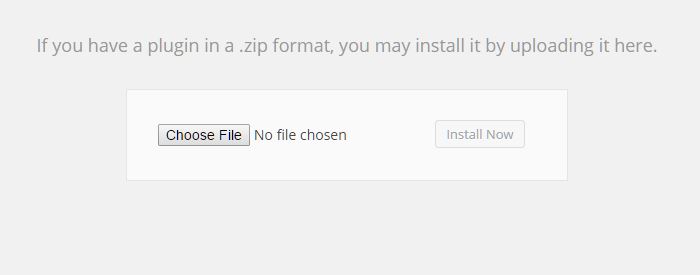 If you have a plugin in a .zip format, you may install it by uploading it here.
Choose File No file chosen Install Now